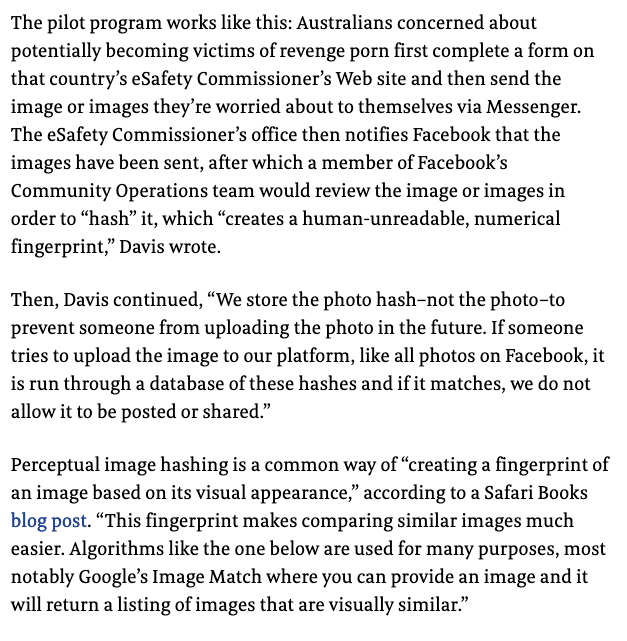 The pilot program works like this: Australians concerned about
potentially becoming victims of revenge porn first complete a form on
that country’s eSafety Commissioner’s Web site and then send the
image or images they’re worried about to themselves via Messenger.
The eSafety Commissioner’s office then notifies Facebook that the
images have been sent, after which a member of Facebook’s
Community Operations team would review the image or images in
order to “hash” it, which “creates a human-unreadable, numerical
fingerprint,” Davis wrote.
Then, Davis continued, “We store the photo hash–not the photo–to
prevent someone from uploading the photo in the future. If someone
tries to upload the image to our platform, like all photos on Facebook, it
is run through a database of these hashes and if it matches, we do not
allow it to be posted or shared.”
Perceptual image hashing is a common way of “creating a fingerprint of
an image based on its visual appearance,” according to a Safari Books
blog post. “This fingerprint makes comparing similar images much
easier. Algorithms like the one below are used for many purposes, most
notably Google’s Image Match where you can provide an image and it
will return a listing of images that are visually similar.”